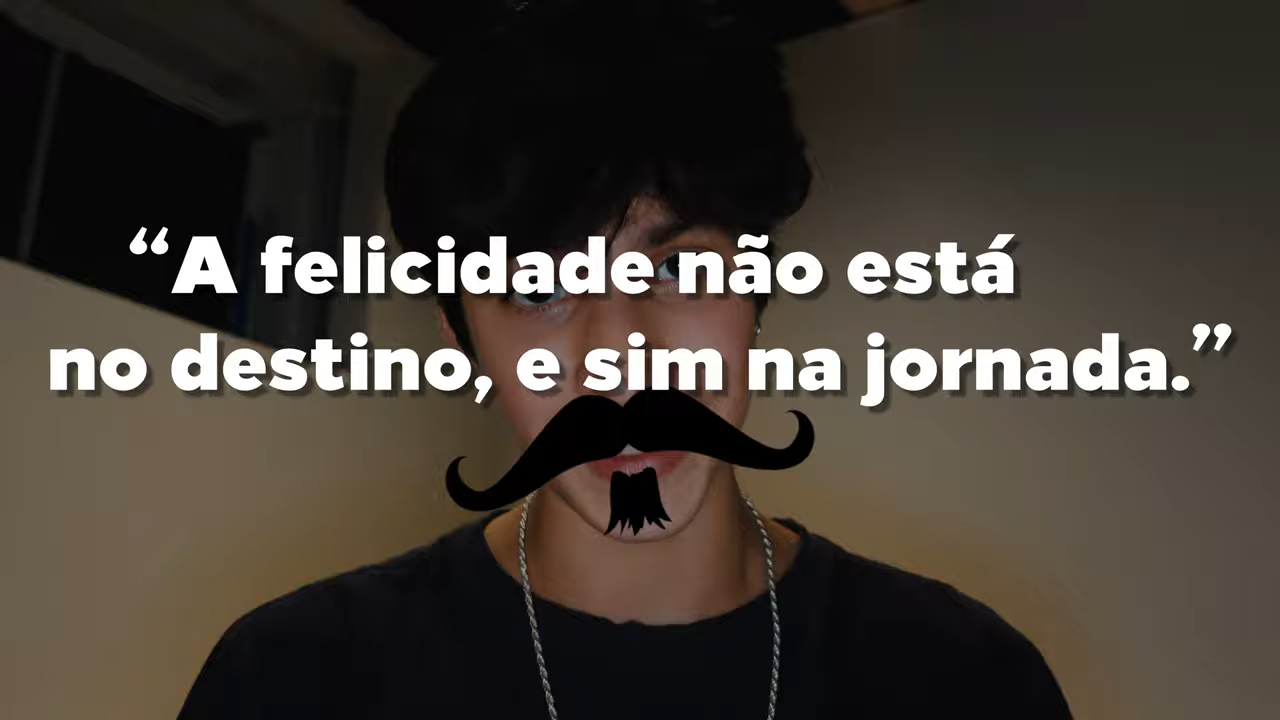 “A felicidade não está
no destino, e sim na jornada.”